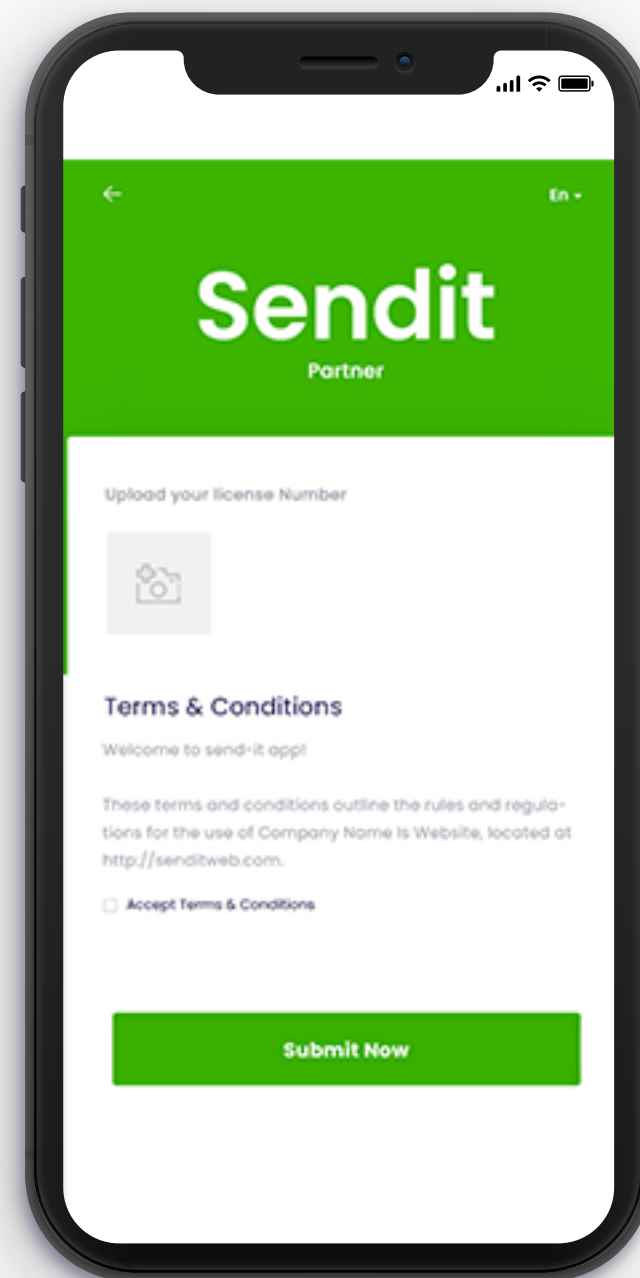 En
Sendit
Partner
Upload your license Number
Terms & Conditions
Welcome to send-it app!
These terms and conditions outline the rules and regula-
tions for the use of Company Name Is Website, located at
http://senditweb.com.
Accept Terms & Conditions
Submit Now